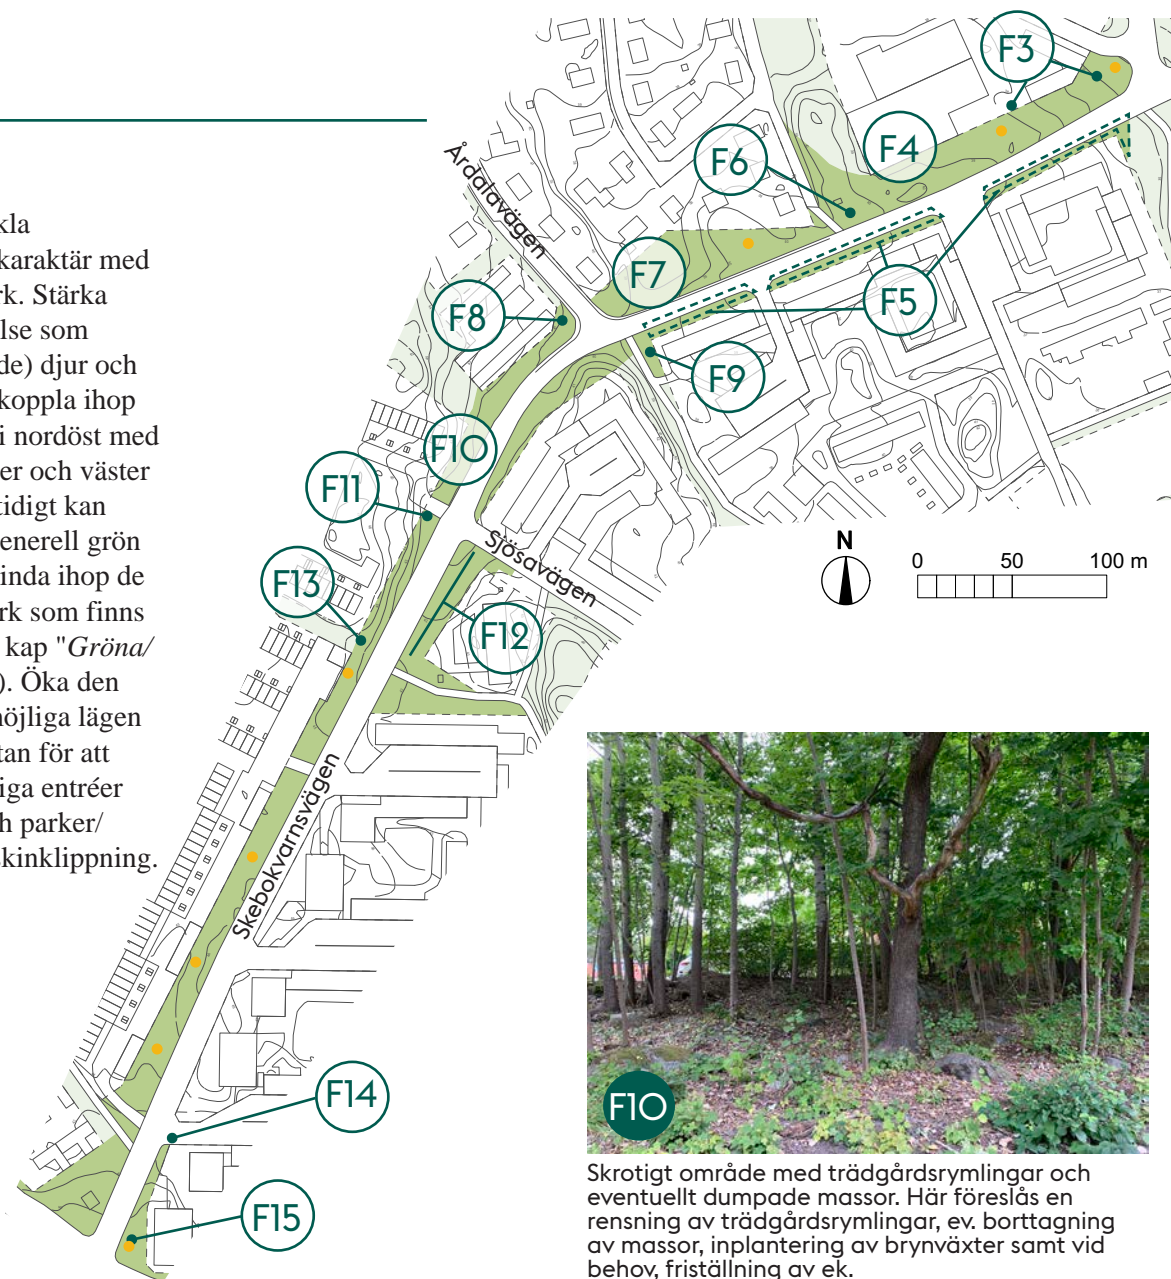 kla
karaktär med
rk. Stärka
else som
de) djur och
koppla ihop
i nordöst med
er och väster
tidigt kan
enerell grön
inda ihop de
rk som finns
kap "Gröna/
). Öka den
nöjliga lägen
tan för att
liga entréer
h parker/
skinklippning.
F3
F4
F6
Årdalavägen
F7
F5
F8
F9
F10
F11
Sjösavägen
N
0 50 100 m
F13
F12
Skebokvarnsvägen
F14
F15
F10
Skrotigt område med trädgårdsrymlingar och
eventuellt dumpade massor. Här föreslås en
rensning av trädgårdsrymlingar, ev. borttagning
av massor, inplantering av brynväxter samt vid
behov, friställning av ek.